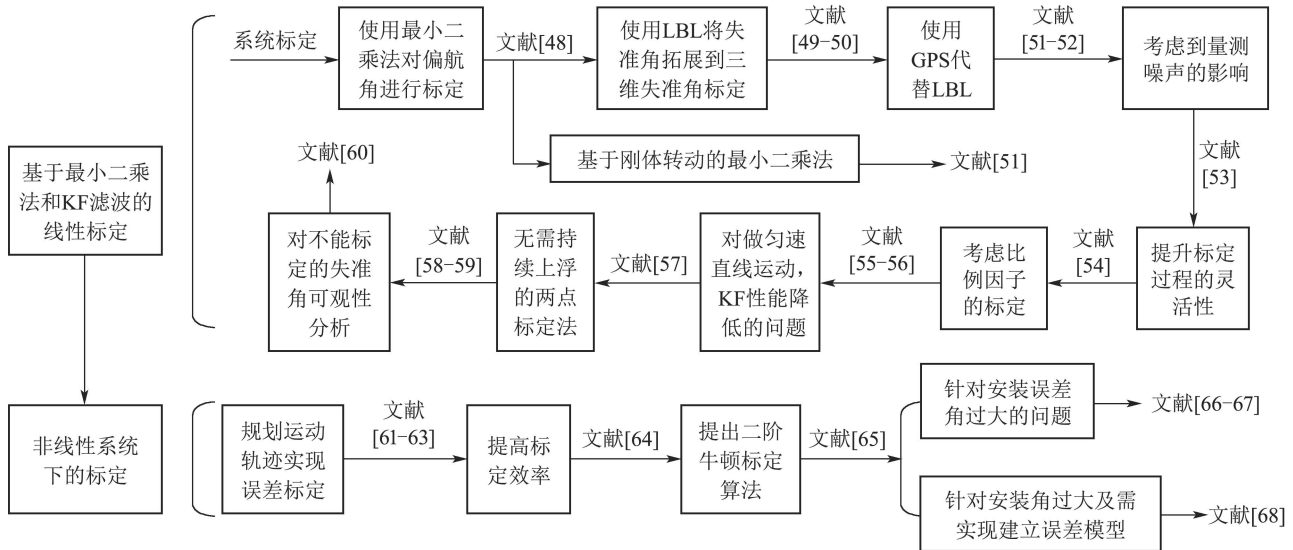 系统标定
使用最小二
乘法对偏航
角进行标定
文献[48]
使用LBL将失
准角拓展到三
维失准角标定
文献
[49-50]
使用
GPS代
替LBL
文献
[51-52]
考虑到量测
噪声的影响
基于刚体转动的最小二乘法
文献[51]
文献
[53]
基于最小二乘
法和KF滤波的
线性标定
文献[60]
对不能标
定的失准
角可观性
分析
文献
[58-59]
无需持
续上浮
的两点
标定法
文献[57]
对做匀速
直线运动，
KF性能降
低的问题
文献
[55-56]
考虑比
例因子
的标定
文献
[54]
提升标定
过程的灵
活性
非线性系统
下的标定
规划运动
轨迹实现
误差标定
文献
[61-63]
提高标
定效率
文献[64]
提出二阶
牛顿标定
算法
文献[65]
针对安装误差
角过大的问题
文献[66-67]
针对安装角过大及需
实现建立误差模型
文献[68]